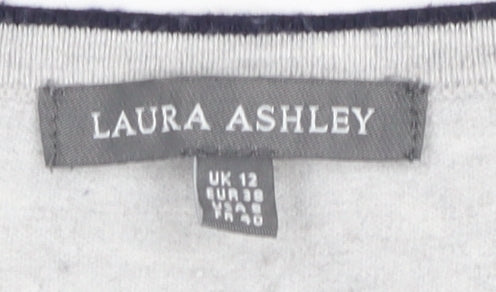 LAURA ASHLEY
UK 12
EUR 38
USA 8
FR 40